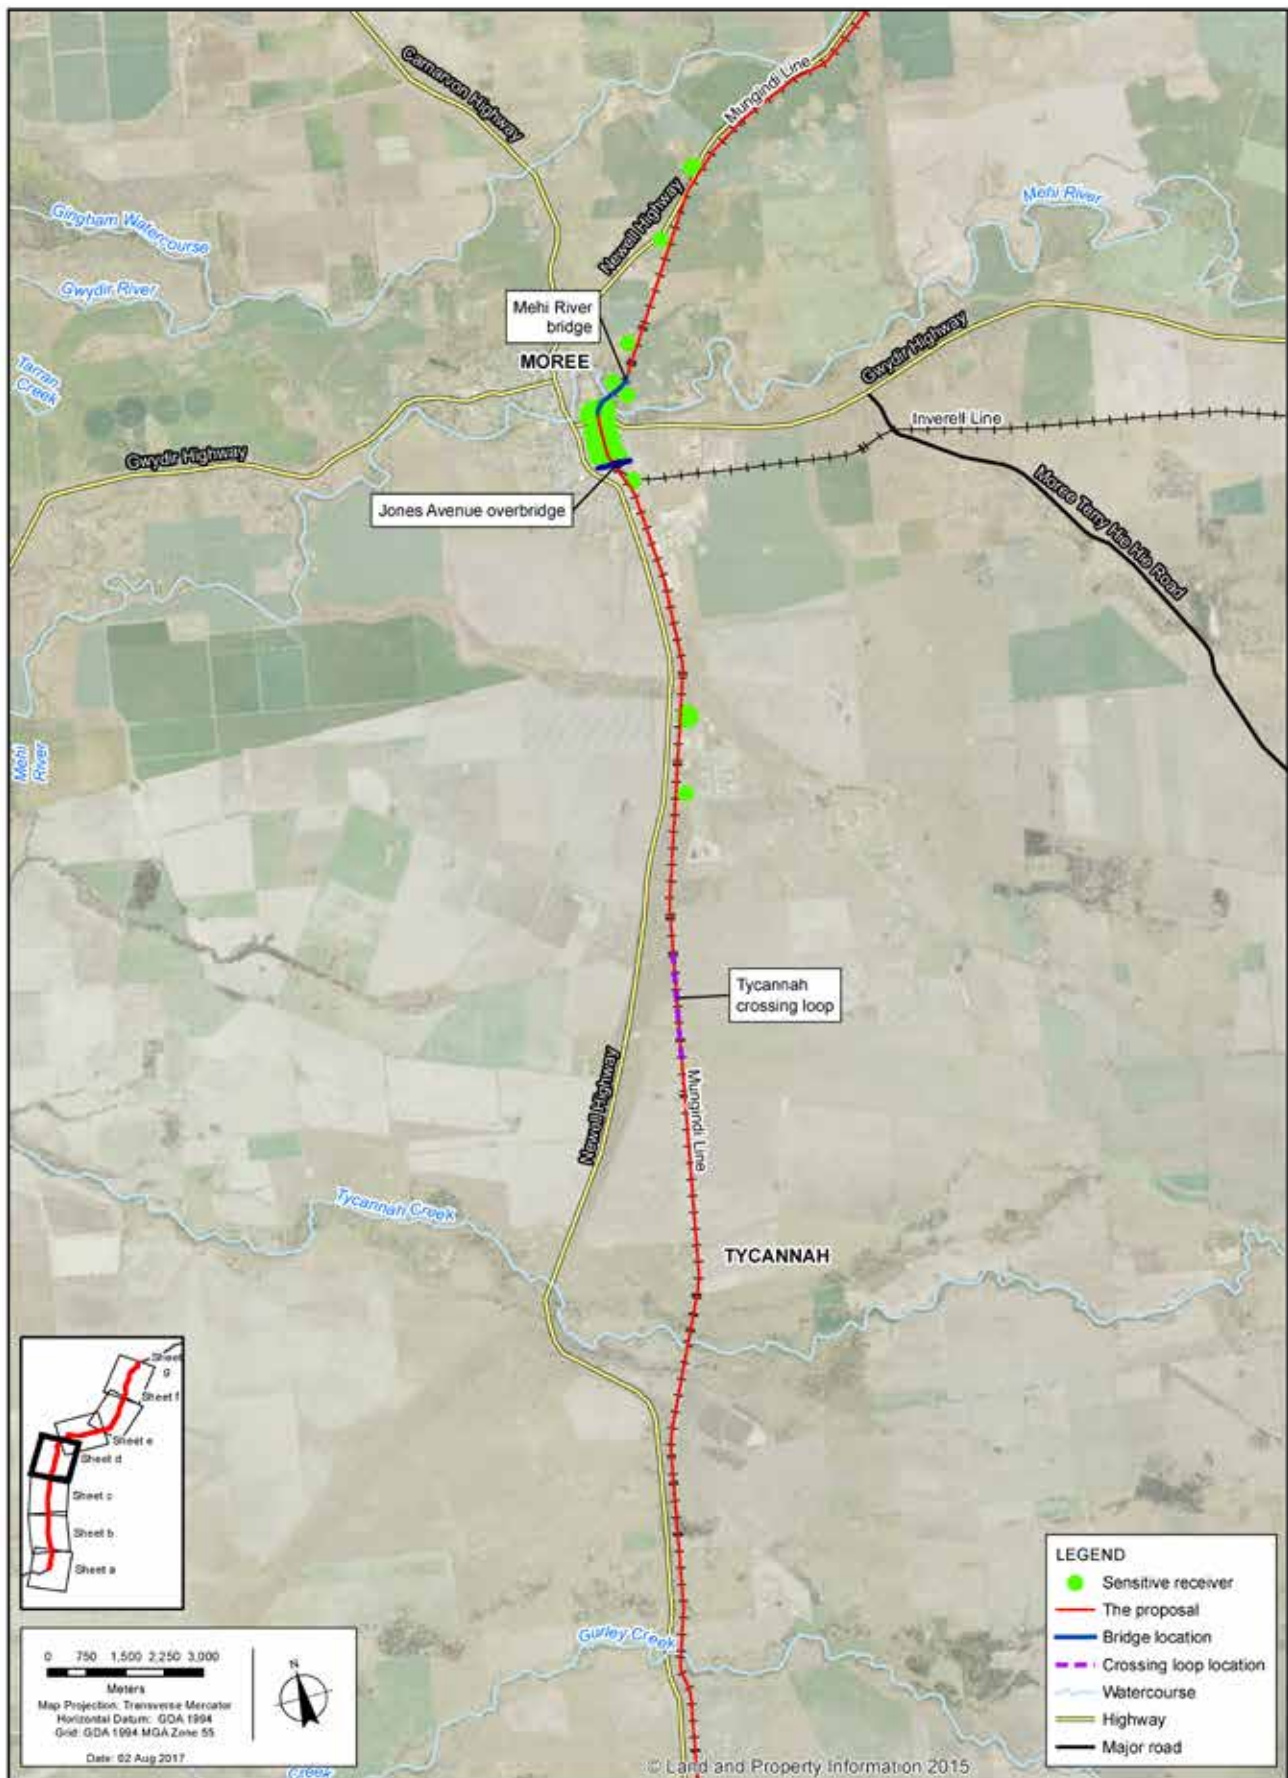 Carnarvon Highway
Mungindi Line
Gingham Watercourse
Newell Highway
Mehi River
Gwydir River
Mehi River
bridge
MOREE
Gwydir Highway
Tarran
Creek
Inverell Line
Gwydir Highway
Jones Avenue overbridge
Moree Terry Hie Hie Road
Mehi
River
Tycannah
crossing loop
Newell Highway
Mungindi Line
Tycannah Creek
TYCANNAH
Sheet
g
Sheet f
Sheet e
Sheet d
Sheet c
Sheet b
Sheet a
Gurley Creek
LEGEND
Sensitive receiver
The proposal
Bridge location
Crossing loop location
Watercourse
Highway
Major road
0 750 1,500 2,250 3,000
Meters
N
Map Projection: Transverse Mercator
Horizontal Datum: GDA 1994
Grid: GDA 1994 MGA Zone 55
Date: 02 Aug 2017
Creek
© Land and Property Information 2015